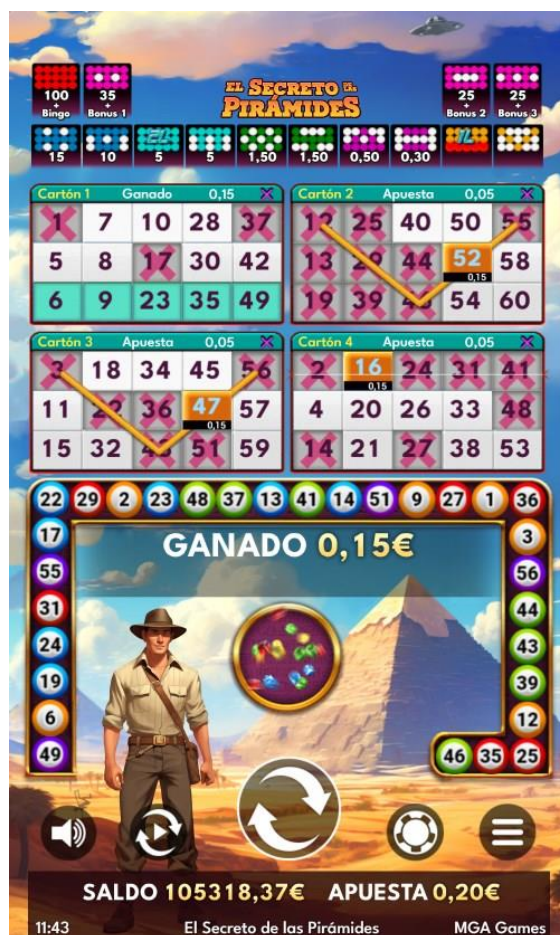 EL SECRETO DE LAS
PIRÁMIDES
100 + Bingo
35 + Bonus 1
25 + Bonus 2
25 + Bonus 3
15 10 5 5 1,50 1,50 0,50 0,30
Cartón 1 Ganado 0,15 X
1 7 10 28 37
5 8 17 30 42
6 9 23 35 49
Cartón 2 Apuesta 0,05 X
12 25 40 50 55
13 29 44 52 58
0,15
19 39 54 60
Cartón 3 Apuesta 0,05 X
3 18 34 45 56
11 22 36 47 57
0,15
15 32 51 59
Cartón 4 Apuesta 0,05 X
2 16 24 31 41
0,15
4 20 26 33 48
14 21 27 38 53
22 29 2 23 48 37 13 41 14 51 9 27 1 36
17 3
55 56
31 44
24 43
19 39
6 12
49 46 35 25
GANADO 0,15€
SALDO 105318,37€ APUESTA 0,20€
11:43 El Secreto de las Pirámides MGA Games